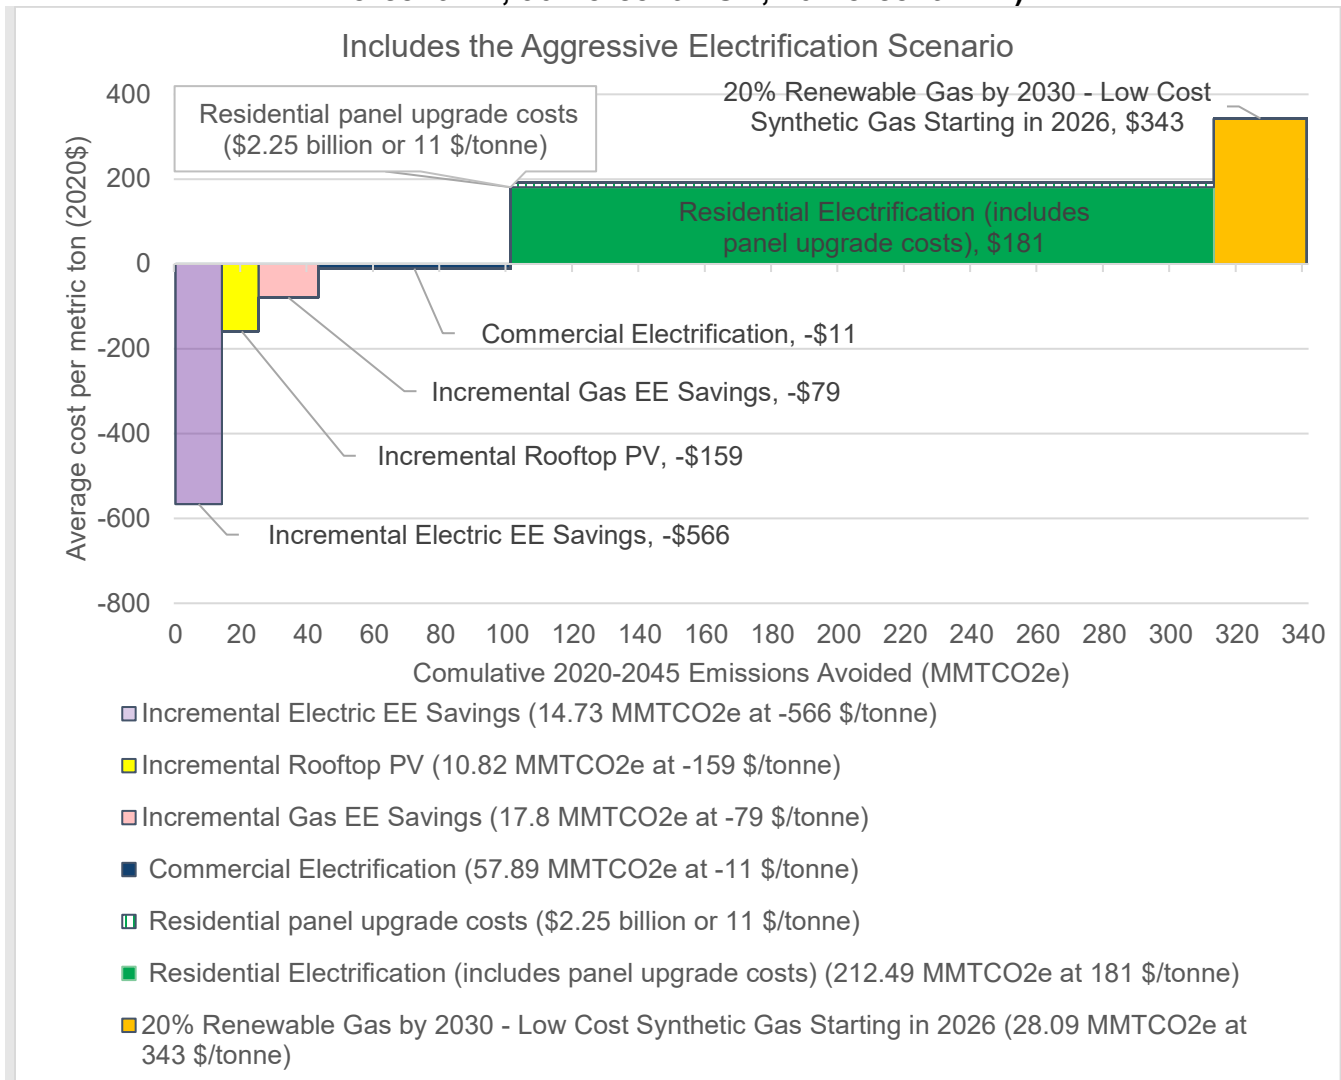 Includes the Aggressive Electrification Scenario
400
Residential panel upgrade costs
($2.25 billion or 11 $/tonne)
20% Renewable Gas by 2030 - Low Cost
Synthetic Gas Starting in 2026, $343
200
Residential Electrification (includes
panel upgrade costs), $181
0
Commercial Electrification, -$11
-200
Incremental Gas EE Savings, -$79
-400
Incremental Rooftop PV, -$159
-600
Incremental Electric EE Savings, -$566
-800
Average cost per metric ton (2020$)
0 20 40 60 80 100 120 140 160 180 200 220 240 260 280 300 320 340
Comulative 2020-2045 Emissions Avoided (MMTCO2e)
Incremental Electric EE Savings (14.73 MMTCO2e at -566 $/tonne)
Incremental Rooftop PV (10.82 MMTCO2e at -159 $/tonne)
Incremental Gas EE Savings (17.8 MMTCO2e at -79 $/tonne)
Commercial Electrification (57.89 MMTCO2e at -11 $/tonne)
Residential panel upgrade costs ($2.25 billion or 11 $/tonne)
Residential Electrification (includes panel upgrade costs) (212.49 MMTCO2e at 181 $/tonne)
20% Renewable Gas by 2030 - Low Cost Synthetic Gas Starting in 2026 (28.09 MMTCO2e at
343 $/tonne)